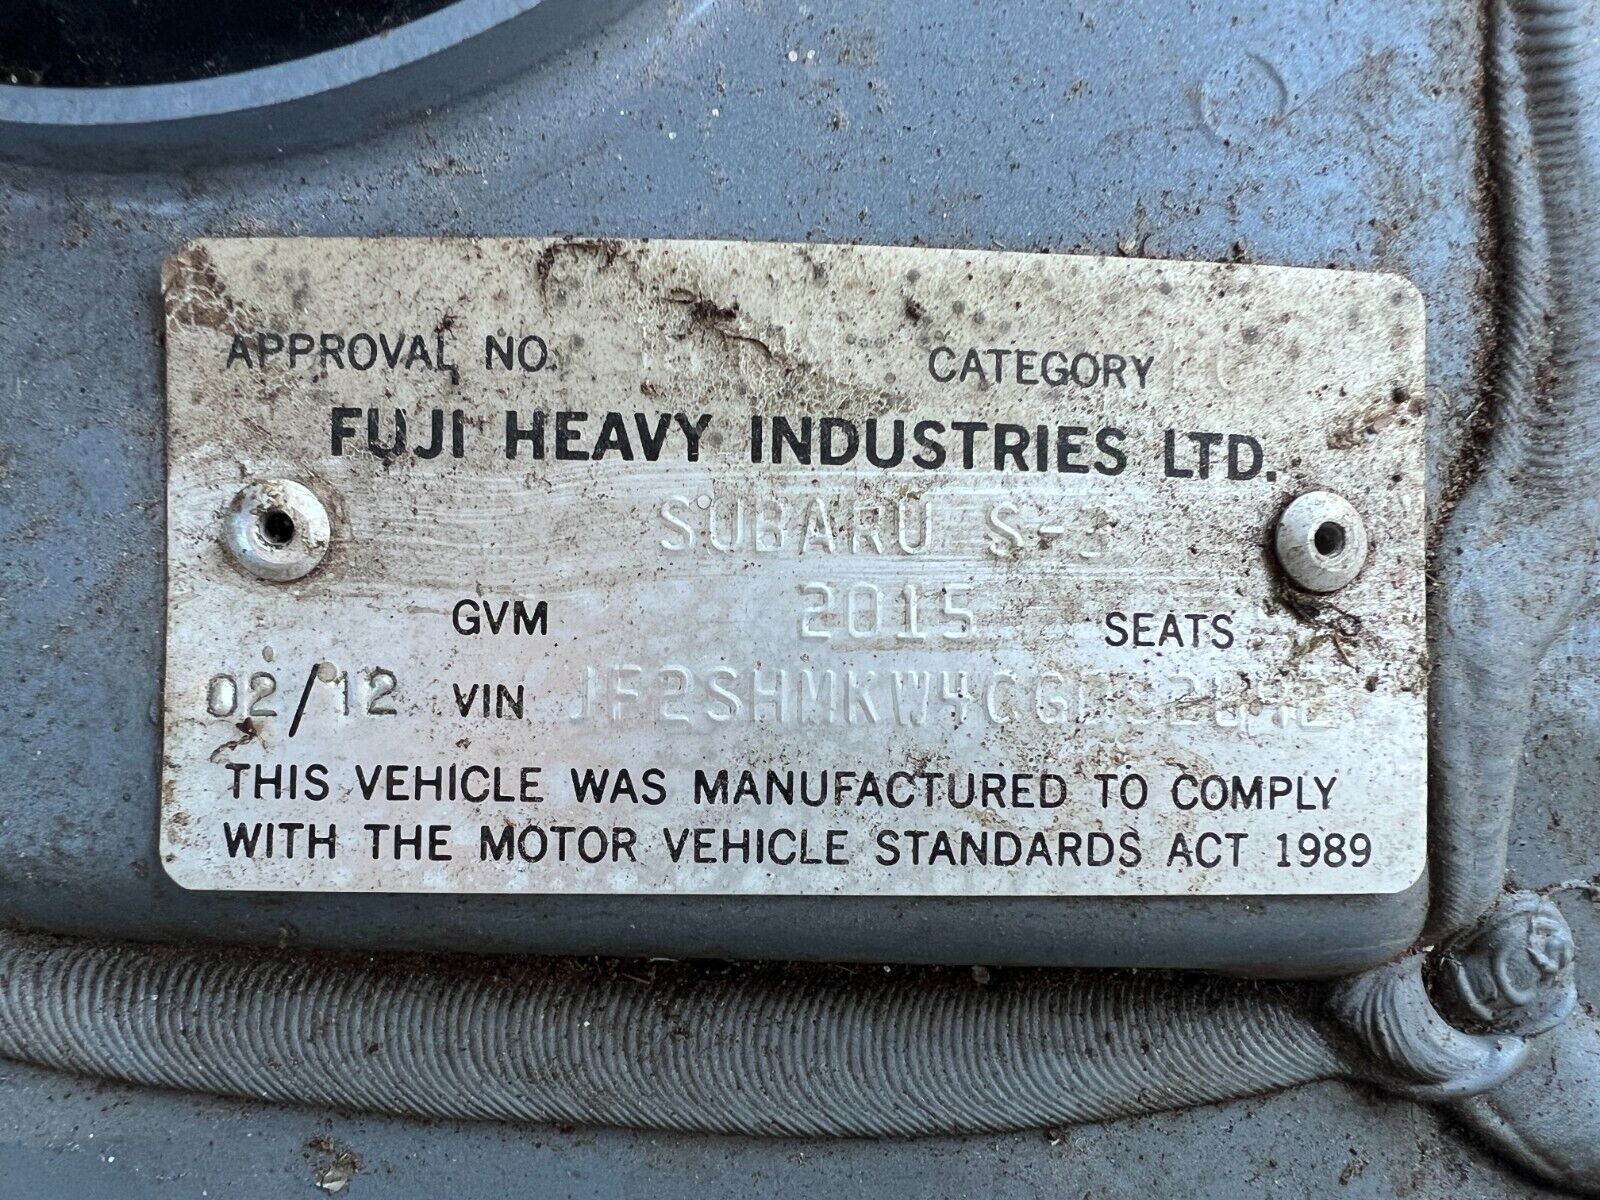 APPROVAL NO. CATEGORY
FUJI HEAVY INDUSTRIES LTD.
SUBARU S-3
GVM 2015 SEATS
02/12 VIN
THIS VEHICLE WAS MANUFACTURED TO COMPLY
WITH THE MOTOR VEHICLE STANDARDS ACT 1989